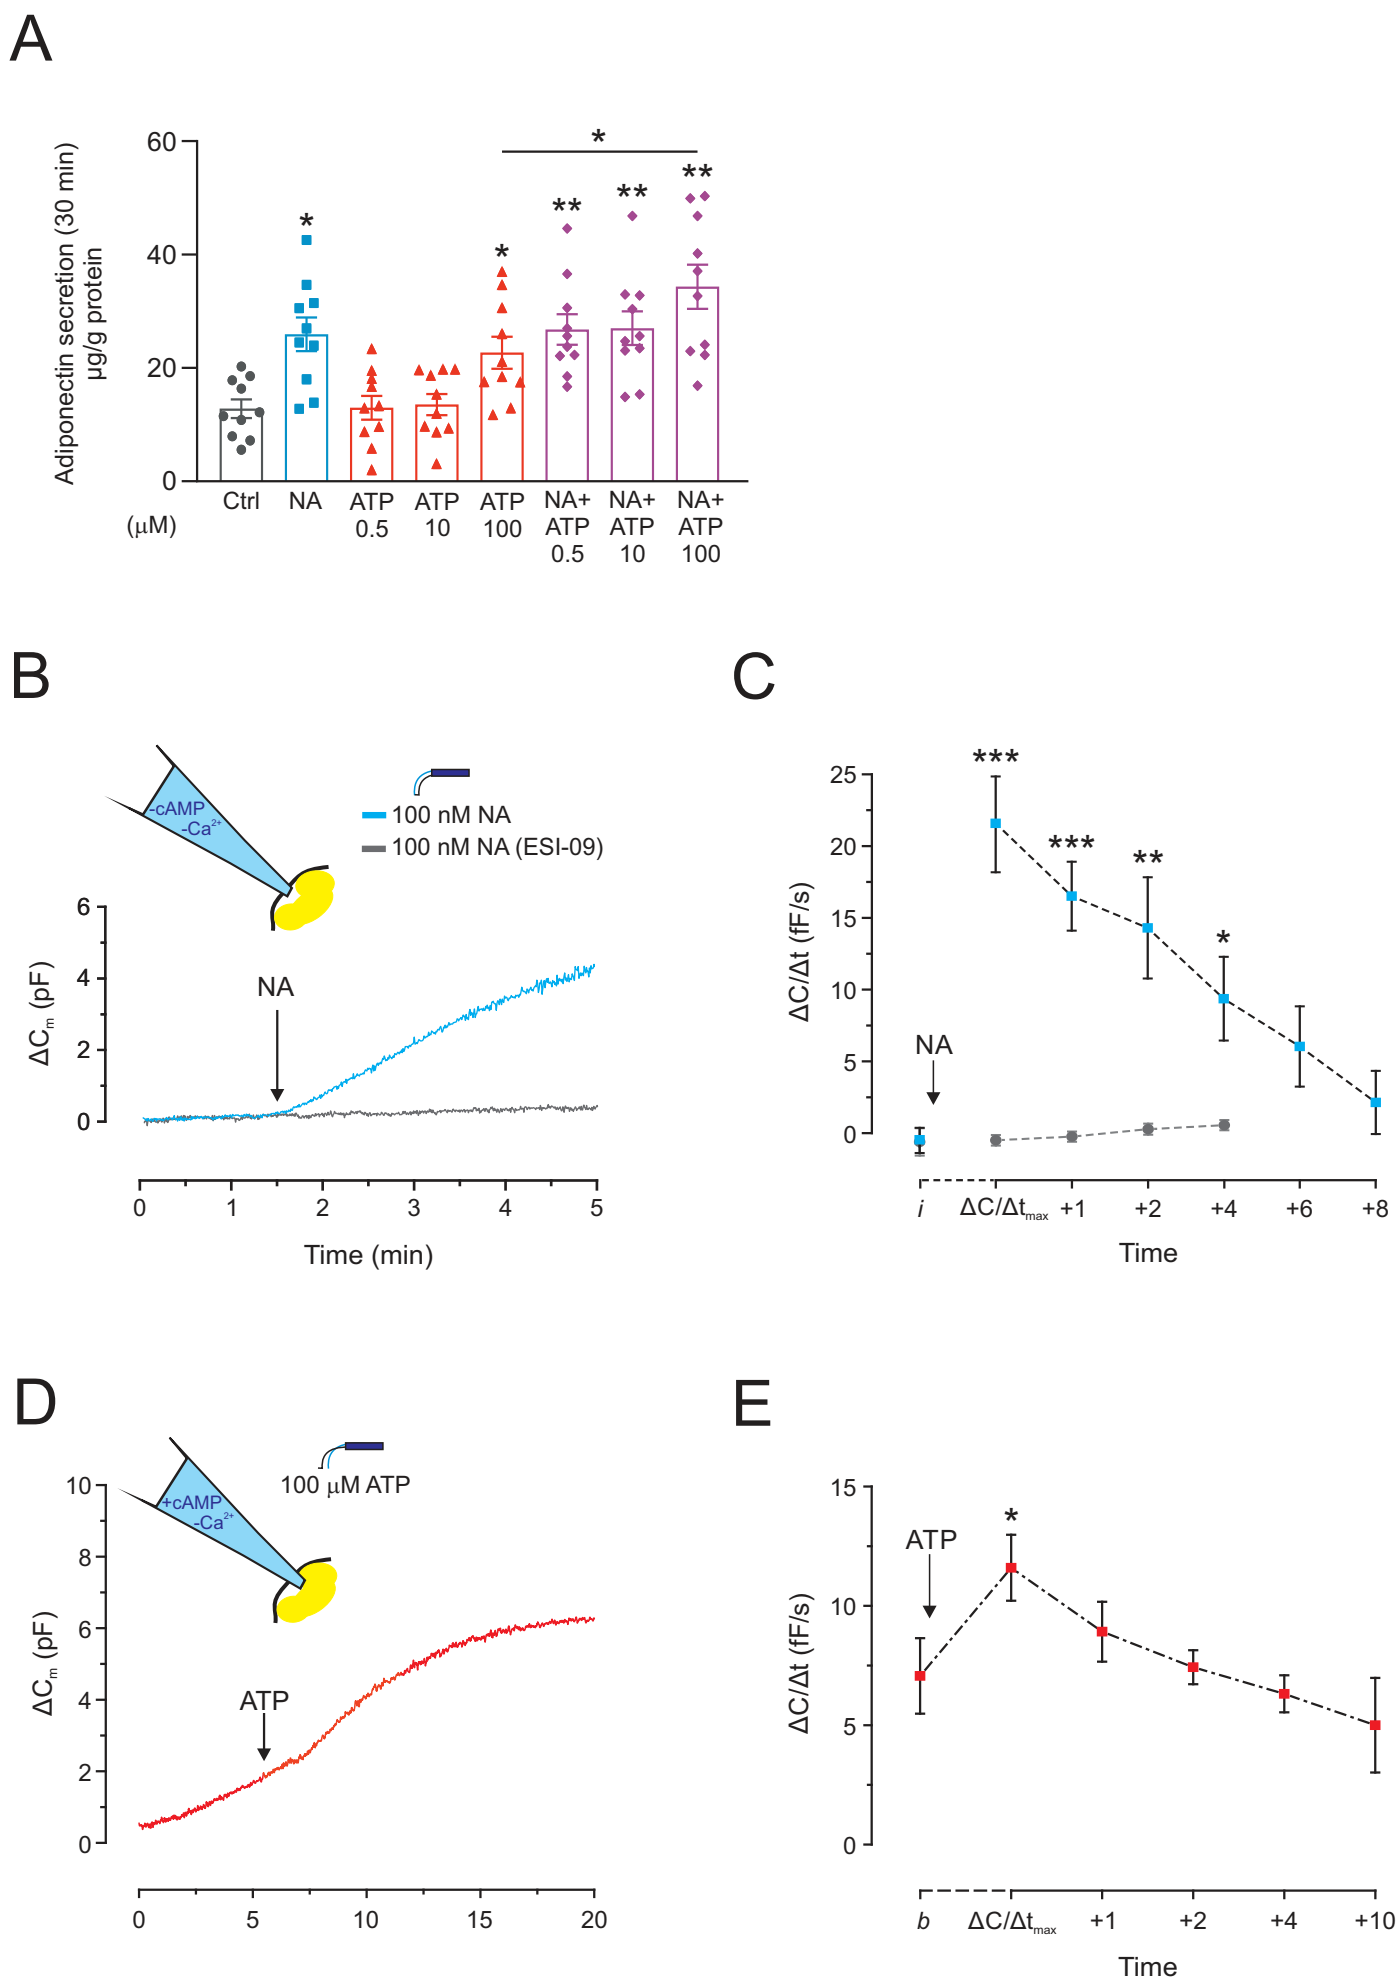 A
Adiponectin secretion (30 min)
µg/g protein
60
40
20
0
*
*
**
**
**
*
Ctrl
NA
ATP
0.5
ATP
10
ATP
100
NA+
ATP
0.5
NA+
ATP
10
NA+
ATP
100
(µM)
B
-cAMP
-Ca²⁺
100 nM NA
100 nM NA (ESI-09)
ΔCₘ (pF)
6
4
2
0
NA
0
1
2
3
4
5
Time (min)
C
ΔC/Δt (fF/s)
25
20
15
10
5
0
***
***
**
*
NA
i
ΔC/Δtmax
+1
+2
+4
+6
+8
Time
D
+cAMP
-Ca²⁺
100 µM ATP
ΔCₘ (pF)
10
8
6
4
2
0
ATP
0
5
10
15
20
E
ΔC/Δt (fF/s)
15
10
5
0
ATP
*
b
ΔC/Δtmax
+1
+2
+4
+10
Time